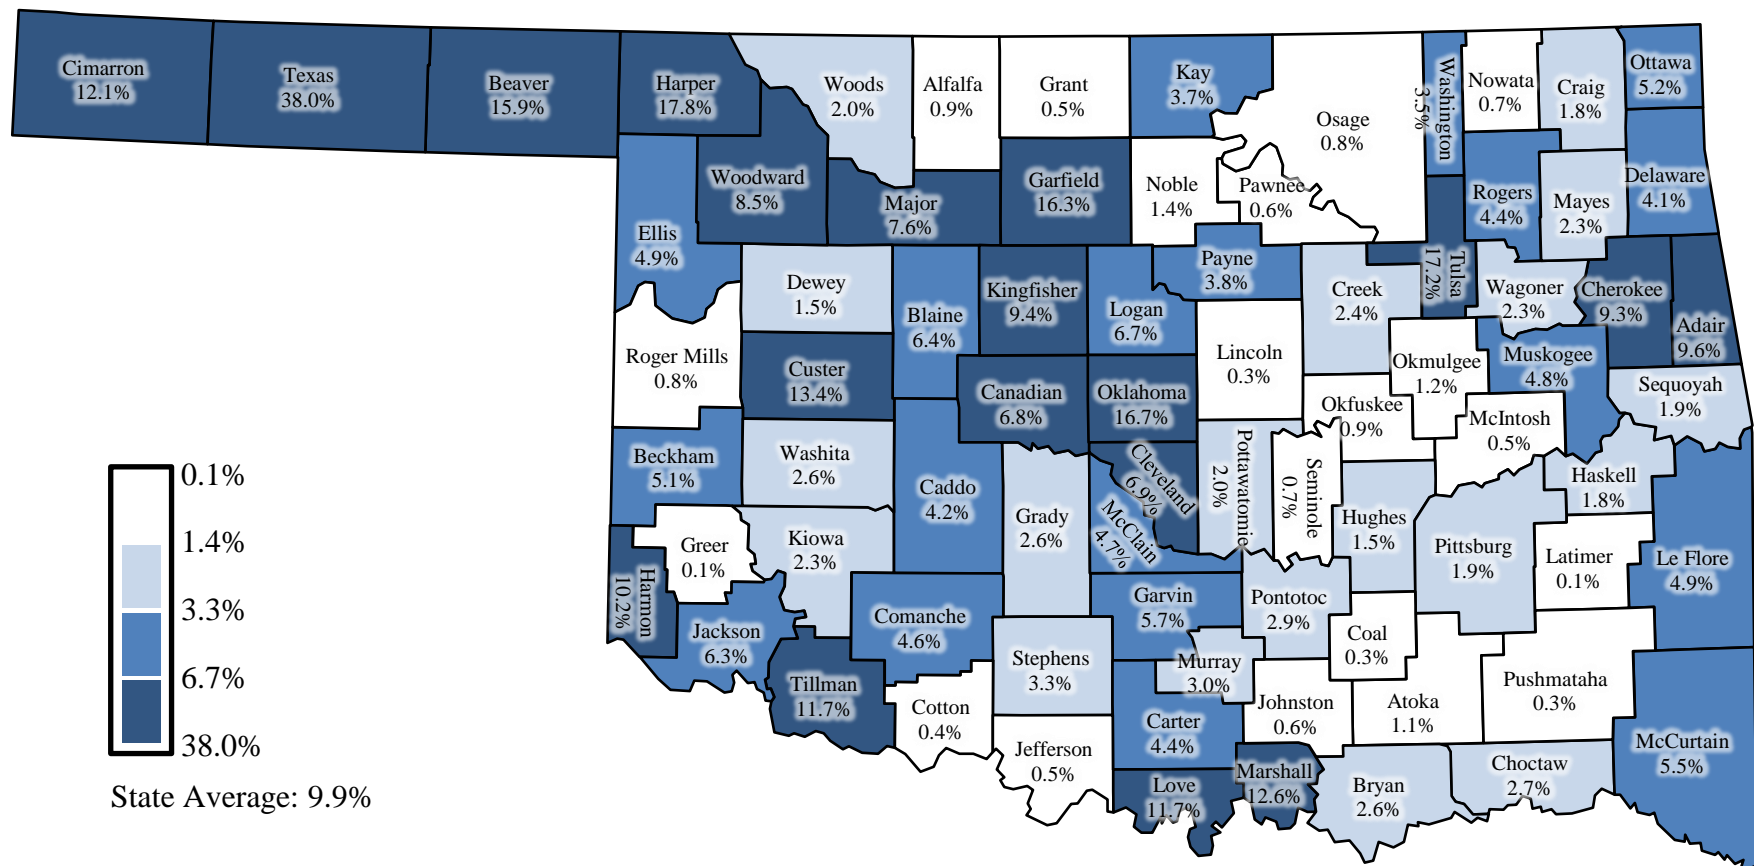 Cimarron
12.1%
Texas
38.0%
Beaver
15.9%
Harper
17.8%
Woods
2.0%
Alfalfa
0.9%
Grant
0.5%
Kay
3.7%
Osage
0.8%
Washington
3.5%
Nowata
0.7%
Craig
1.8%
Ottawa
5.2%
Woodward
8.5%
Major
7.6%
Garfield
16.3%
Noble
1.4%
Pawnee
0.6%
Rogers
4.4%
Mayes
2.3%
Delaware
4.1%
Ellis
4.9%
Dewey
1.5%
Blaine
6.4%
Kingfisher
9.4%
Logan
6.7%
Payne
3.8%
Creek
2.4%
Tulsa
17.2%
Wagoner
2.3%
Cherokee
9.3%
Adair
9.6%
Roger Mills
0.8%
Custer
13.4%
Canadian
6.8%
Oklahoma
16.7%
Lincoln
0.3%
Okmulgee
1.2%
Muskogee
4.8%
Sequoyah
1.9%
Okfuskee
0.9%
McIntosh
0.5%
Beckham
5.1%
Washita
2.6%
Caddo
4.2%
Grady
2.6%
Cleveland
6.9%
McClain
4.7%
Pottawatomie
2.0%
Seminole
0.7%
Hughes
1.5%
Pittsburg
1.9%
Haskell
1.8%
Latimer
0.1%
Le Flore
4.9%
Greer
0.1%
Kiowa
2.3%
Harmon
10.2%
Jackson
6.3%
Tillman
11.7%
Comanche
4.6%
Cotton
0.4%
Stephens
3.3%
Jefferson
0.5%
Garvin
5.7%
Murray
3.0%
Carter
4.4%
Love
11.7%
Pontotoc
2.9%
Coal
0.3%
Johnston
0.6%
Atoka
1.1%
Pushmataha
0.3%
Marshall
12.6%
Bryan
2.6%
Choctaw
2.7%
McCurtain
5.5%
0.1%
1.4%
3.3%
6.7%
38.0%
State Average: 9.9%